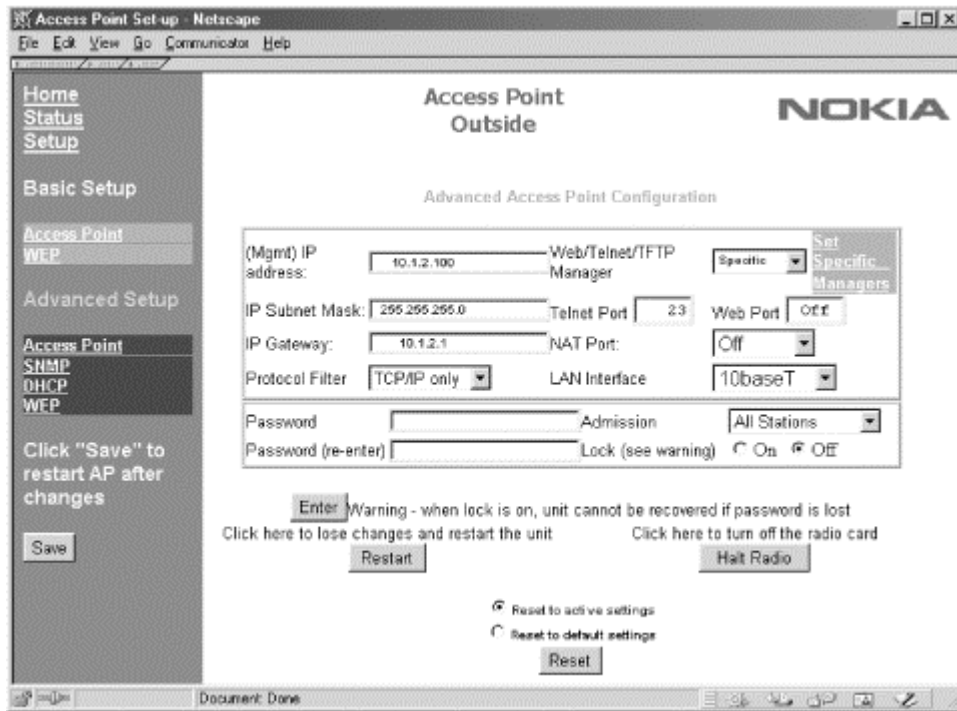 Access Point Set-up - Netscape
File Edit View Go Communicator Help
Home
Status
Setup
Basic Setup
Access Point
WEP
Advanced Setup
Access Point
SNMP
DHCP
WEP
Click "Save" to
restart AP after
changes
Save
Access Point
Outside
NOKIA
Advanced Access Point Configuration
(Mgmt) IP address: 10.1.2.100 Web/Telnet/TFTP Manager Specific Set Specific Managers
IP Subnet Mask: 255.255.255.0 Telnet Port 23 Web Port Off
IP Gateway: 10.1.2.1 NAT Port: Off
Protocol Filter TCP/IP only LAN Interface 10baseT
Password Admission All Stations
Password (re-enter) Lock (see warning) On Off
Enter Warning - when lock is on, unit cannot be recovered if password is lost
Click here to lose changes and restart the unit Click here to turn off the radio card
Restart Halt Radio
Reset to active settings
Reset to default settings
Reset
Document: Done